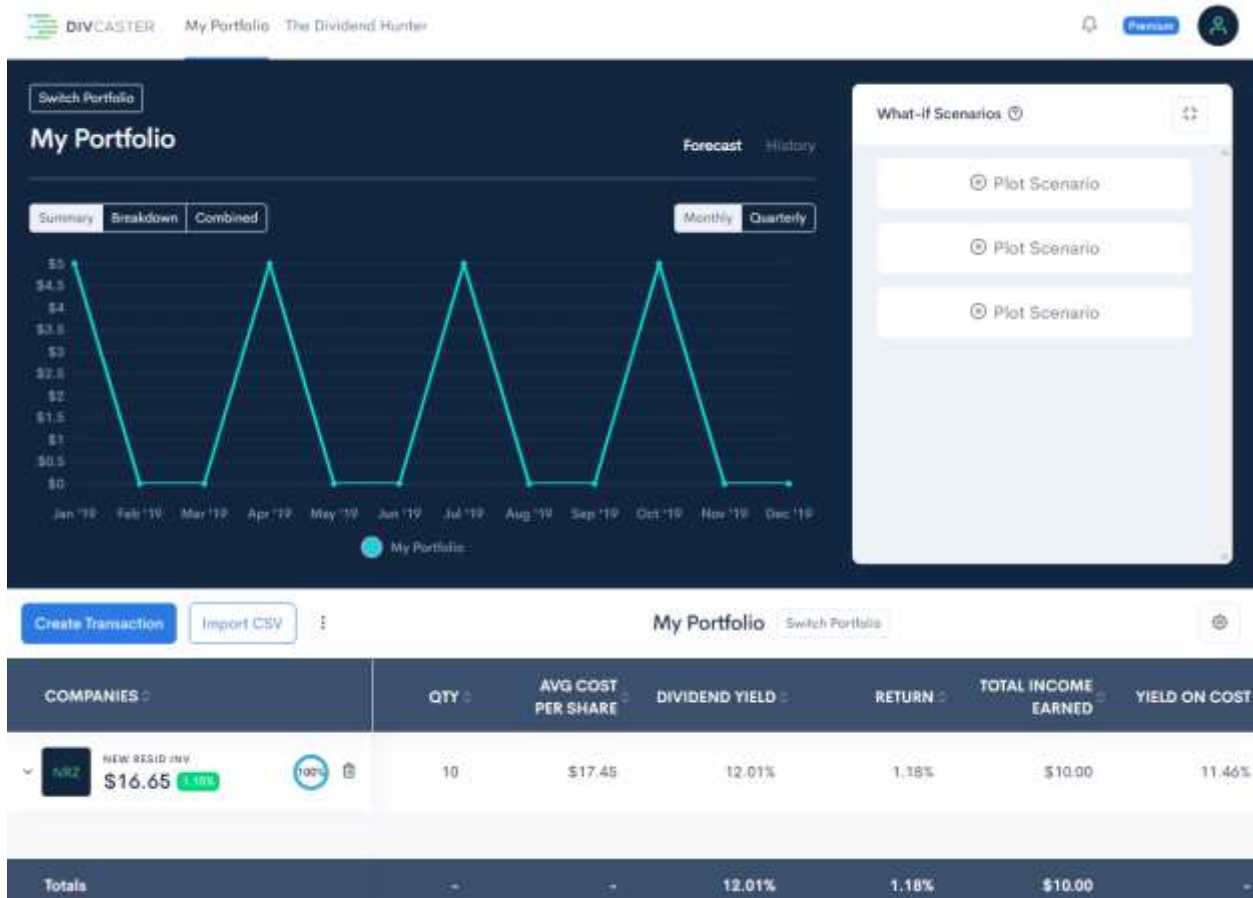 DIVCASTER My Portfolio The Dividend Hunter Premium
Switch Portfolio
My Portfolio
Forecast History
Summary Breakdown Combined
Monthly Quarterly
$5
$4.5
$4
$3.5
$3
$2.5
$2
$1.5
$1
$0.5
$0
Jan '19 Feb '19 Mar '19 Apr '19 May '19 Jun '19 Jul '19 Aug '19 Sep '19 Oct '19 Nov '19 Dec '19
My Portfolio
What-if Scenarios
Plot Scenario
Plot Scenario
Plot Scenario
Create Transaction Import CSV My Portfolio Switch Portfolio
COMPANIES QTY AVG COST PER SHARE DIVIDEND YIELD RETURN TOTAL INCOME EARNED YIELD ON COST
NEW RESID INV
NRZ $16.65 1.18% 100% 10 $17.45 12.01% 1.18% $10.00 11.46%
Totals - - 12.01% 1.18% $10.00 -